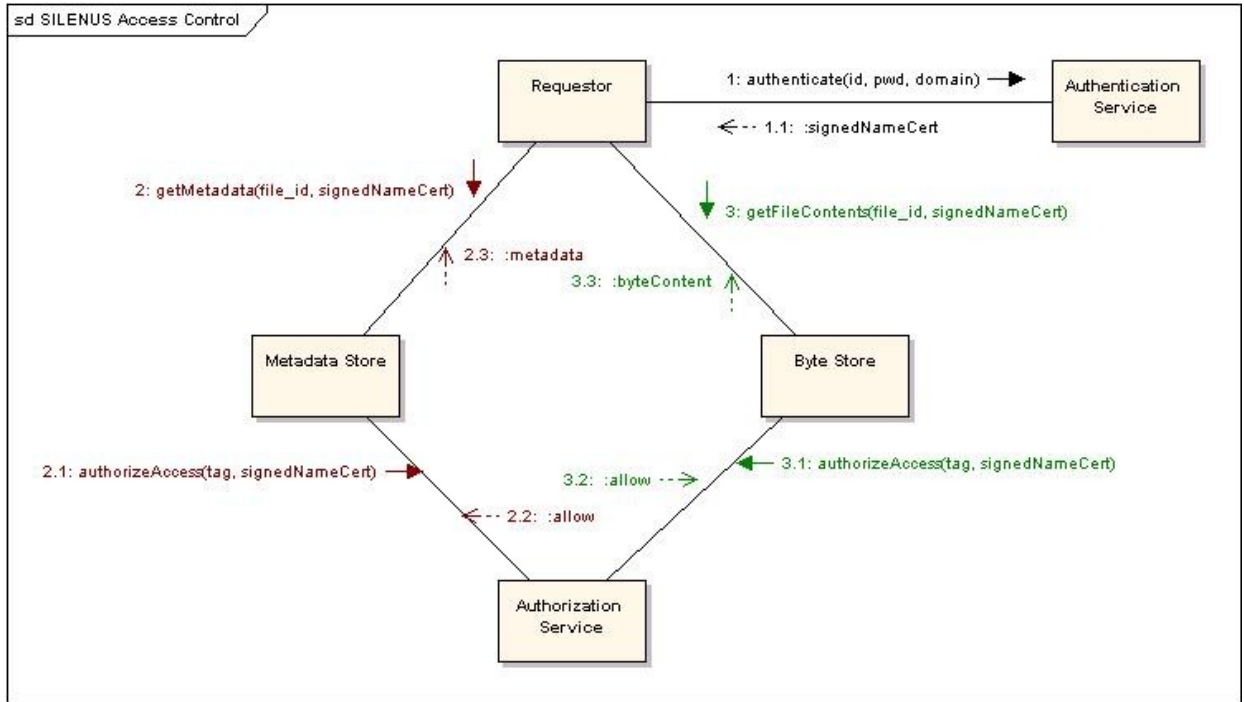 sd SILENUS Access Control
Requestor
1: authenticate(id, pwd, domain)
Authentication
Service
1.1: :signedNameCert
2: getMetadata(file_id, signedNameCert)
3: getFileContents(file_id, signedNameCert)
2.3: :metadata
3.3: :byteContent
Metadata Store
Byte Store
2.1: authorizeAccess(tag, signedNameCert)
3.1: authorizeAccess(tag, signedNameCert)
3.2: :allow
2.2: :allow
Authorization
Service